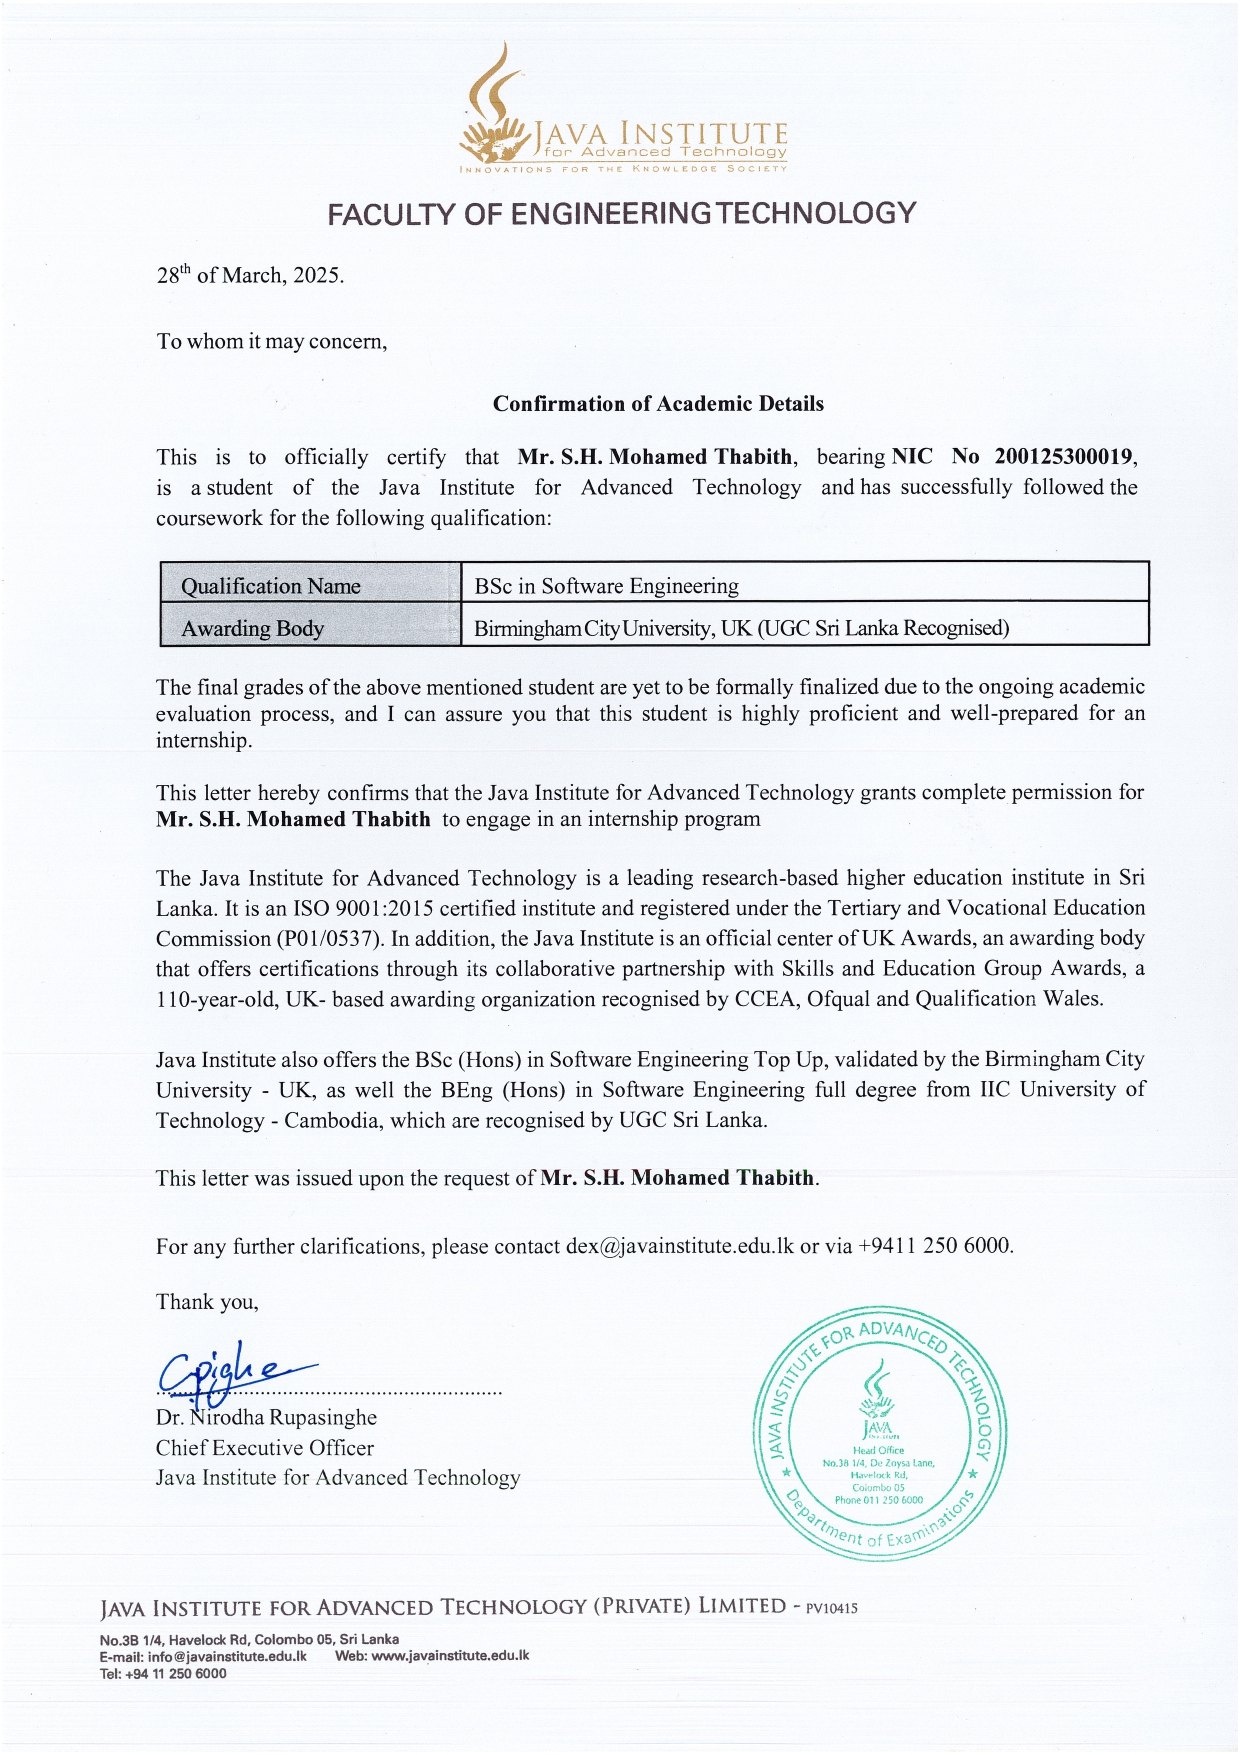 JAVA INSTITUTE
for Advanced Technology
INNOVATIONS FOR THE KNOWLEDGE SOCIETY
FACULTY OF ENGINEERING TECHNOLOGY
28th of March, 2025.
To whom it may concern,
Confirmation of Academic Details
This is to officially certify that Mr. S.H. Mohamed Thabith, bearing NIC No 200125300019,
is a student of the Java Institute for Advanced Technology and has successfully followed the
coursework for the following qualification:
Qualification Name BSc in Software Engineering
Awarding Body Birmingham City University, UK (UGC Sri Lanka Recognised)
The final grades of the above mentioned student are yet to be formally finalized due to the ongoing academic
evaluation process, and I can assure you that this student is highly proficient and well-prepared for an
internship.
This letter hereby confirms that the Java Institute for Advanced Technology grants complete permission for
Mr. S.H. Mohamed Thabith to engage in an internship program
The Java Institute for Advanced Technology is a leading research-based higher education institute in Sri
Lanka. It is an ISO 9001:2015 certified institute and registered under the Tertiary and Vocational Education
Commission (P01/0537). In addition, the Java Institute is an official center of UK Awards, an awarding body
that offers certifications through its collaborative partnership with Skills and Education Group Awards, a
110-year-old, UK- based awarding organization recognised by CCEA, Ofqual and Qualification Wales.
Java Institute also offers the BSc (Hons) in Software Engineering Top Up, validated by the Birmingham City
University - UK, as well the BEng (Hons) in Software Engineering full degree from IIC University of
Technology - Cambodia, which are recognised by UGC Sri Lanka.
This letter was issued upon the request of Mr. S.H. Mohamed Thabith.
For any further clarifications, please contact dex@javainstitute.edu.lk or via +9411 250 6000.
Thank you,
Dr. Nirodha Rupasinghe
Chief Executive Officer
Java Institute for Advanced Technology
JAVA INSTITUTE FOR ADVANCED TECHNOLOGY
JAVA
Head Office
No.3B 1/4, De Zoysa Lane,
Havelock Rd,
Colombo 05
Phone 011 250 6000
Department of Examinations
JAVA INSTITUTE FOR ADVANCED TECHNOLOGY (PRIVATE) LIMITED - PV10415
No.3B 1/4, Havelock Rd, Colombo 05, Sri Lanka
E-mail: info@javainstitute.edu.lk Web: www.javainstitute.edu.lk
Tel: +94 11 250 6000